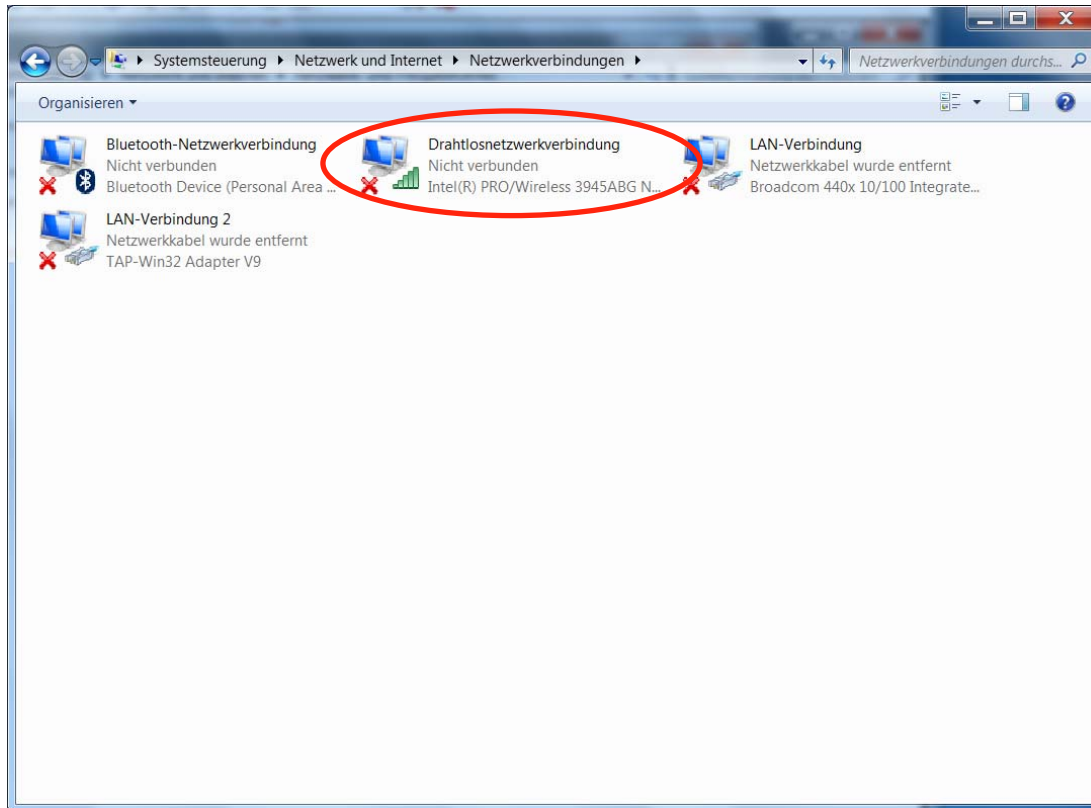 Systemsteuerung Netzwerk und Internet Netzwerkverbindungen
Netzwerkverbindungen durchs...
Organisieren
Bluetooth-Netzwerkverbindung
Nicht verbunden
Bluetooth Device (Personal Area ...
Drahtlosnetzwerkverbindung
Nicht verbunden
Intel(R) PRO/Wireless 3945ABG N...
LAN-Verbindung
Netzwerkkabel wurde entfernt
Broadcom 440x 10/100 Integrate...
LAN-Verbindung 2
Netzwerkkabel wurde entfernt
TAP-Win32 Adapter V9